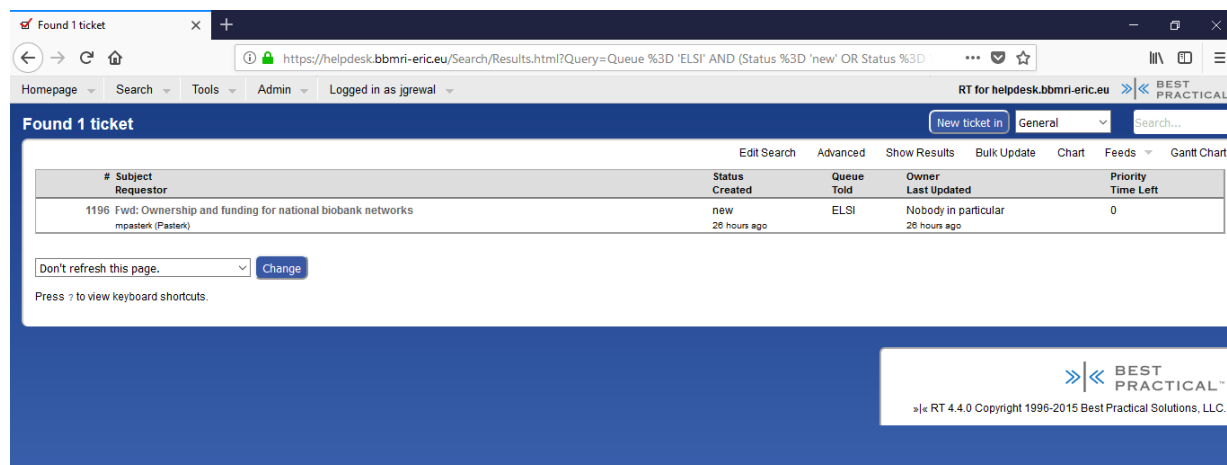 Found 1 ticket
https://helpdesk.bbmri-eric.eu/Search/Results.html?Query=Queue %3D 'ELSI' AND (Status %3D 'new' OR Status %3D
Homepage Search Tools Admin Logged in as jgrewal RT for helpdesk.bbmri-eric.eu »|« BEST PRACTICAL
Found 1 ticket New ticket in General Search...
Edit Search Advanced Show Results Bulk Update Chart Feeds Gantt Chart
# Subject Status Queue Owner Priority
Requestor Created Told Last Updated Time Left
1196 Fwd: Ownership and funding for national biobank networks new ELSI Nobody in particular 0
mpasterk (Pasterk) 26 hours ago 26 hours ago
Don't refresh this page. Change
Press ? to view keyboard shortcuts.
»|« BEST PRACTICAL™
»|« RT 4.4.0 Copyright 1996-2015 Best Practical Solutions, LLC.